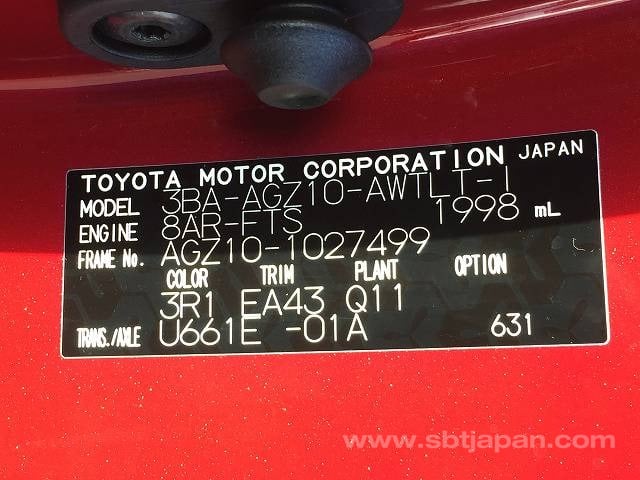 TOYOTA MOTOR CORPORATION JAPAN
MODEL 3BA-AGZ10-AWTLT-1
ENGINE 8AR-FTS 1998 mL
FRAME No. AGZ10-1027499
COLOR TRIM PLANT OPTION
3R1 EA43 Q11
TRANS./AXLE U661E -01A 631
www.sbtjapan.com